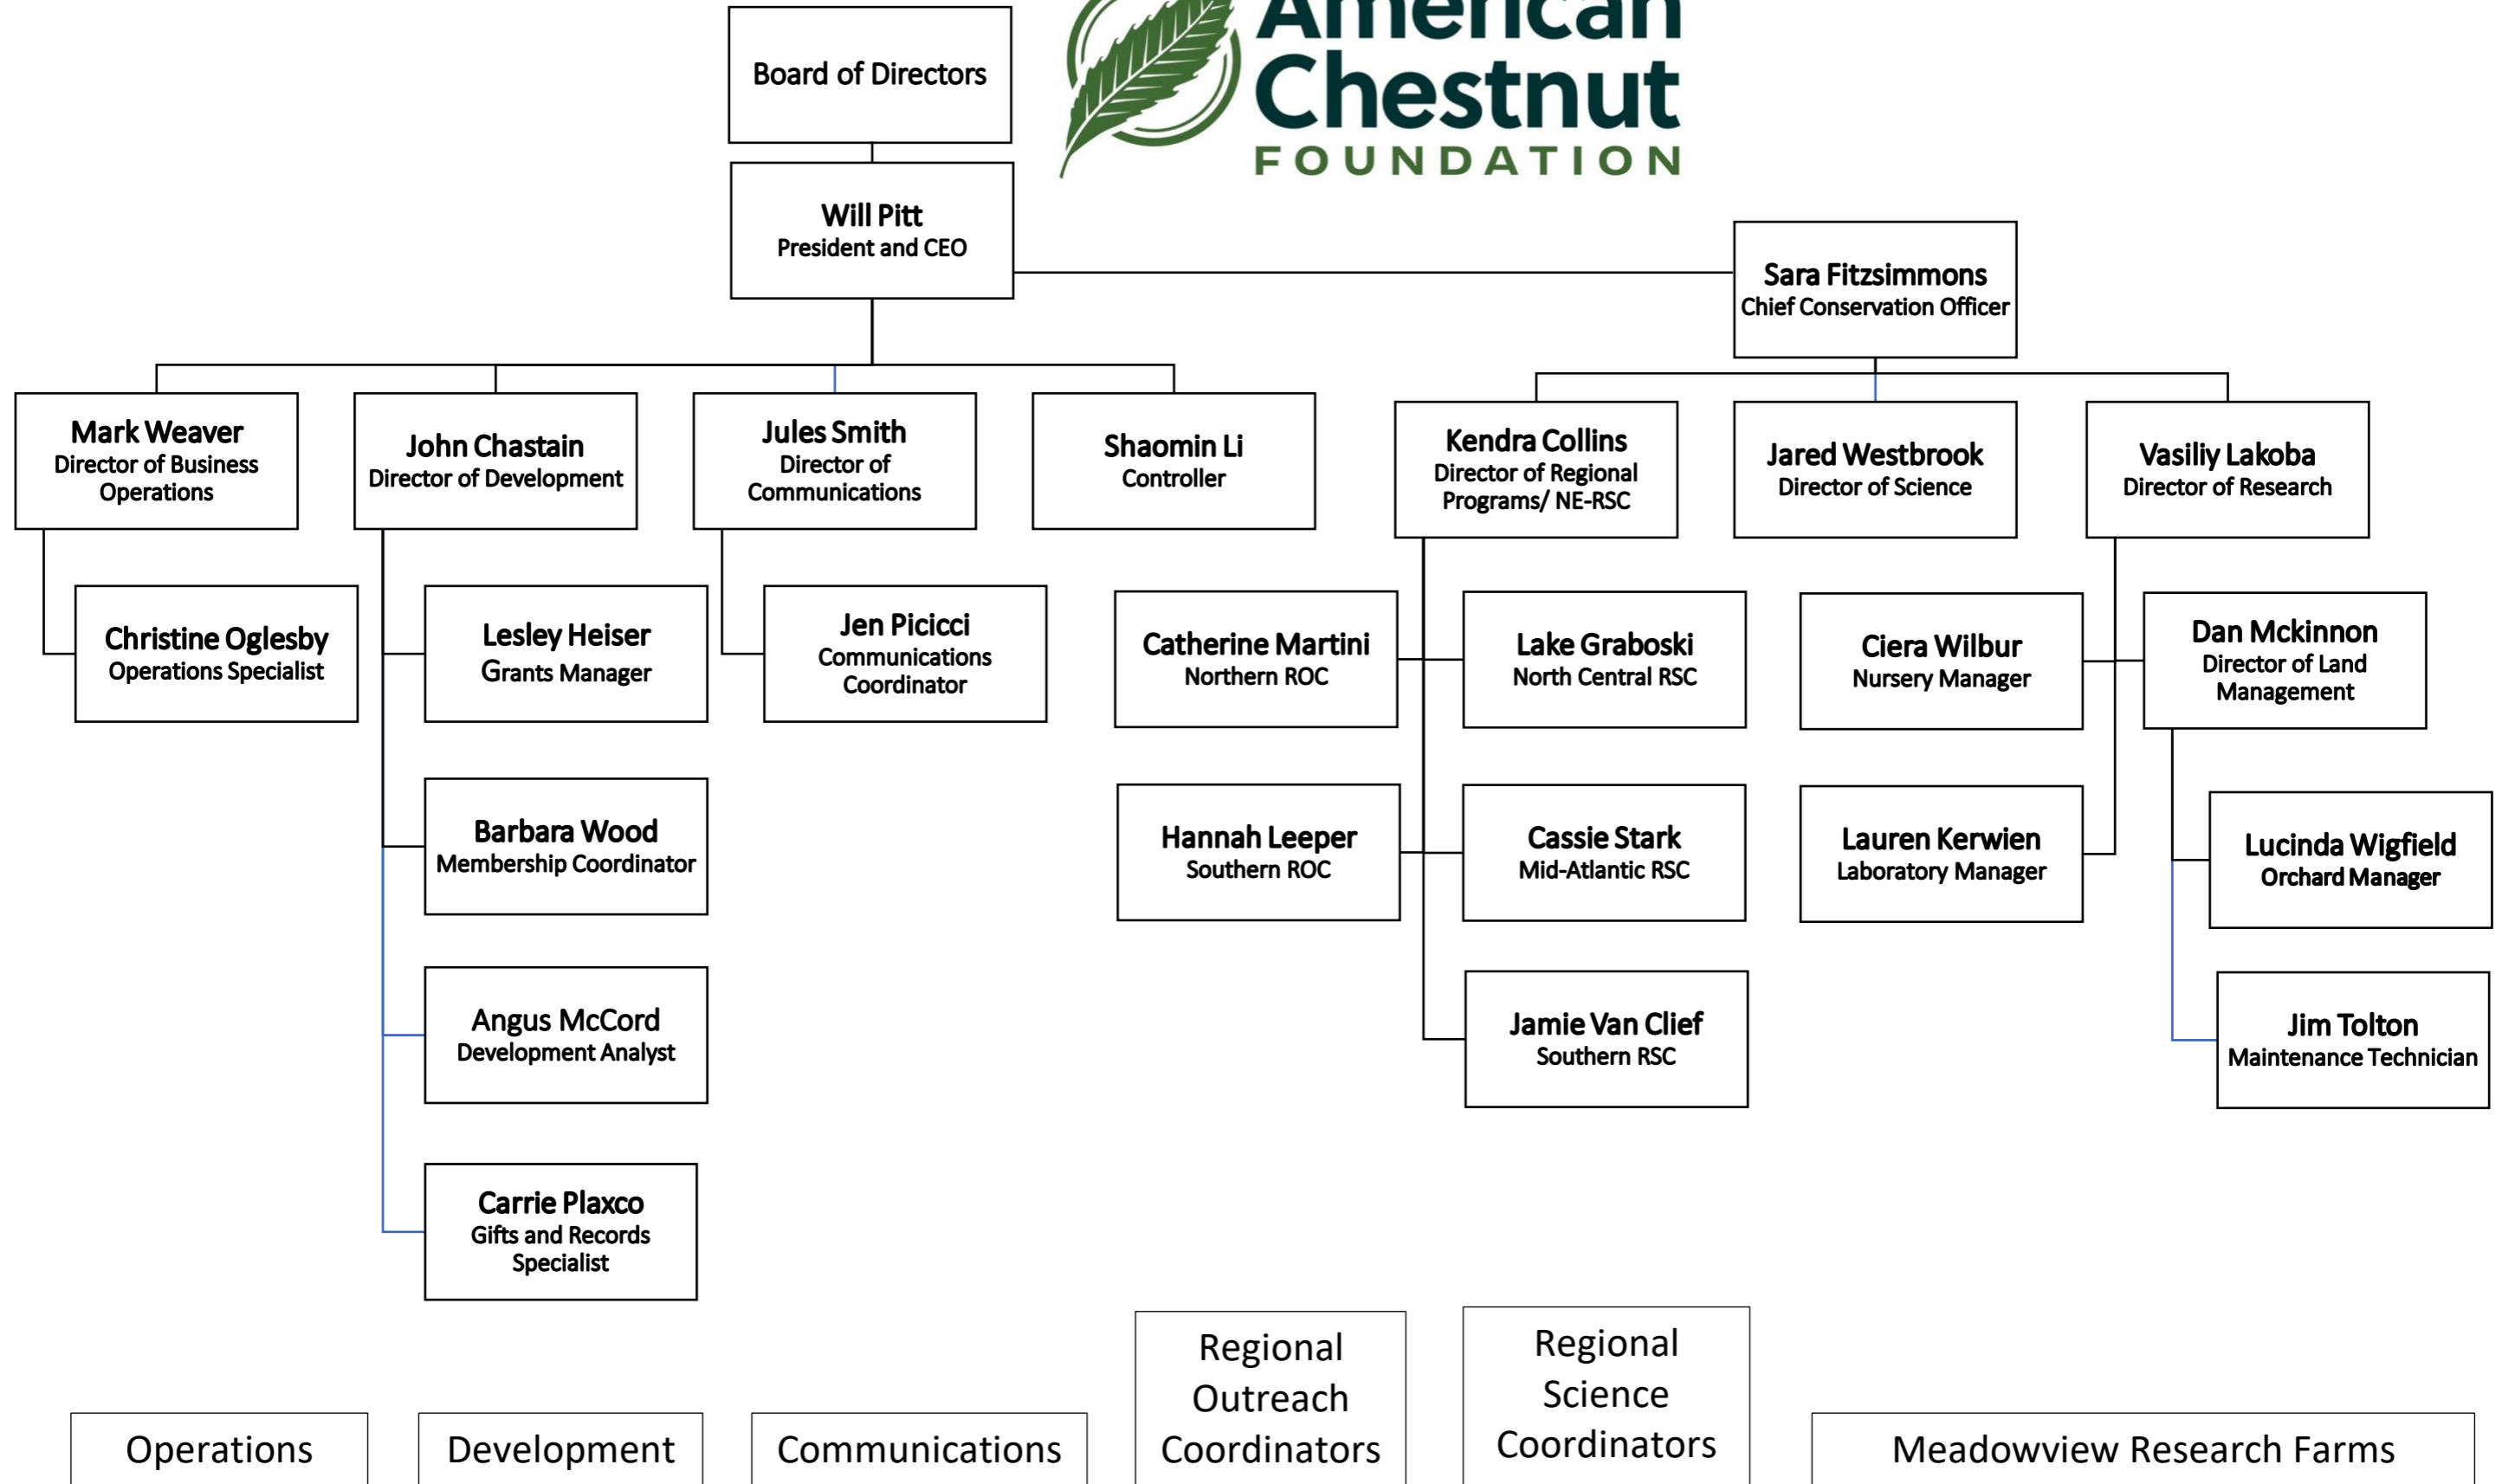 American
Chestnut
FOUNDATION
Board of Directors
Will Pitt
President and CEO
Sara Fitzsimmons
Chief Conservation Officer
Mark Weaver
Director of Business
Operations
John Chastain
Director of Development
Jules Smith
Director of
Communications
Shaomin Li
Controller
Kendra Collins
Director of Regional
Programs/ NE-RSC
Jared Westbrook
Director of Science
Vasiliy Lakoba
Director of Research
Christine Oglesby
Operations Specialist
Lesley Heiser
Grants Manager
Jen Picicci
Communications
Coordinator
Catherine Martini
Northern ROC
Lake Graboski
North Central RSC
Ciera Wilbur
Nursery Manager
Dan Mckinnon
Director of Land
Management
Barbara Wood
Membership Coordinator
Hannah Leeper
Southern ROC
Cassie Stark
Mid-Atlantic RSC
Lauren Kerwien
Laboratory Manager
Lucinda Wigfield
Orchard Manager
Angus McCord
Development Analyst
Jamie Van Clief
Southern RSC
Jim Tolton
Maintenance Technician
Carrie Plaxco
Gifts and Records
Specialist
Operations
Development
Communications
Regional
Outreach
Coordinators
Regional
Science
Coordinators
Meadowview Research Farms